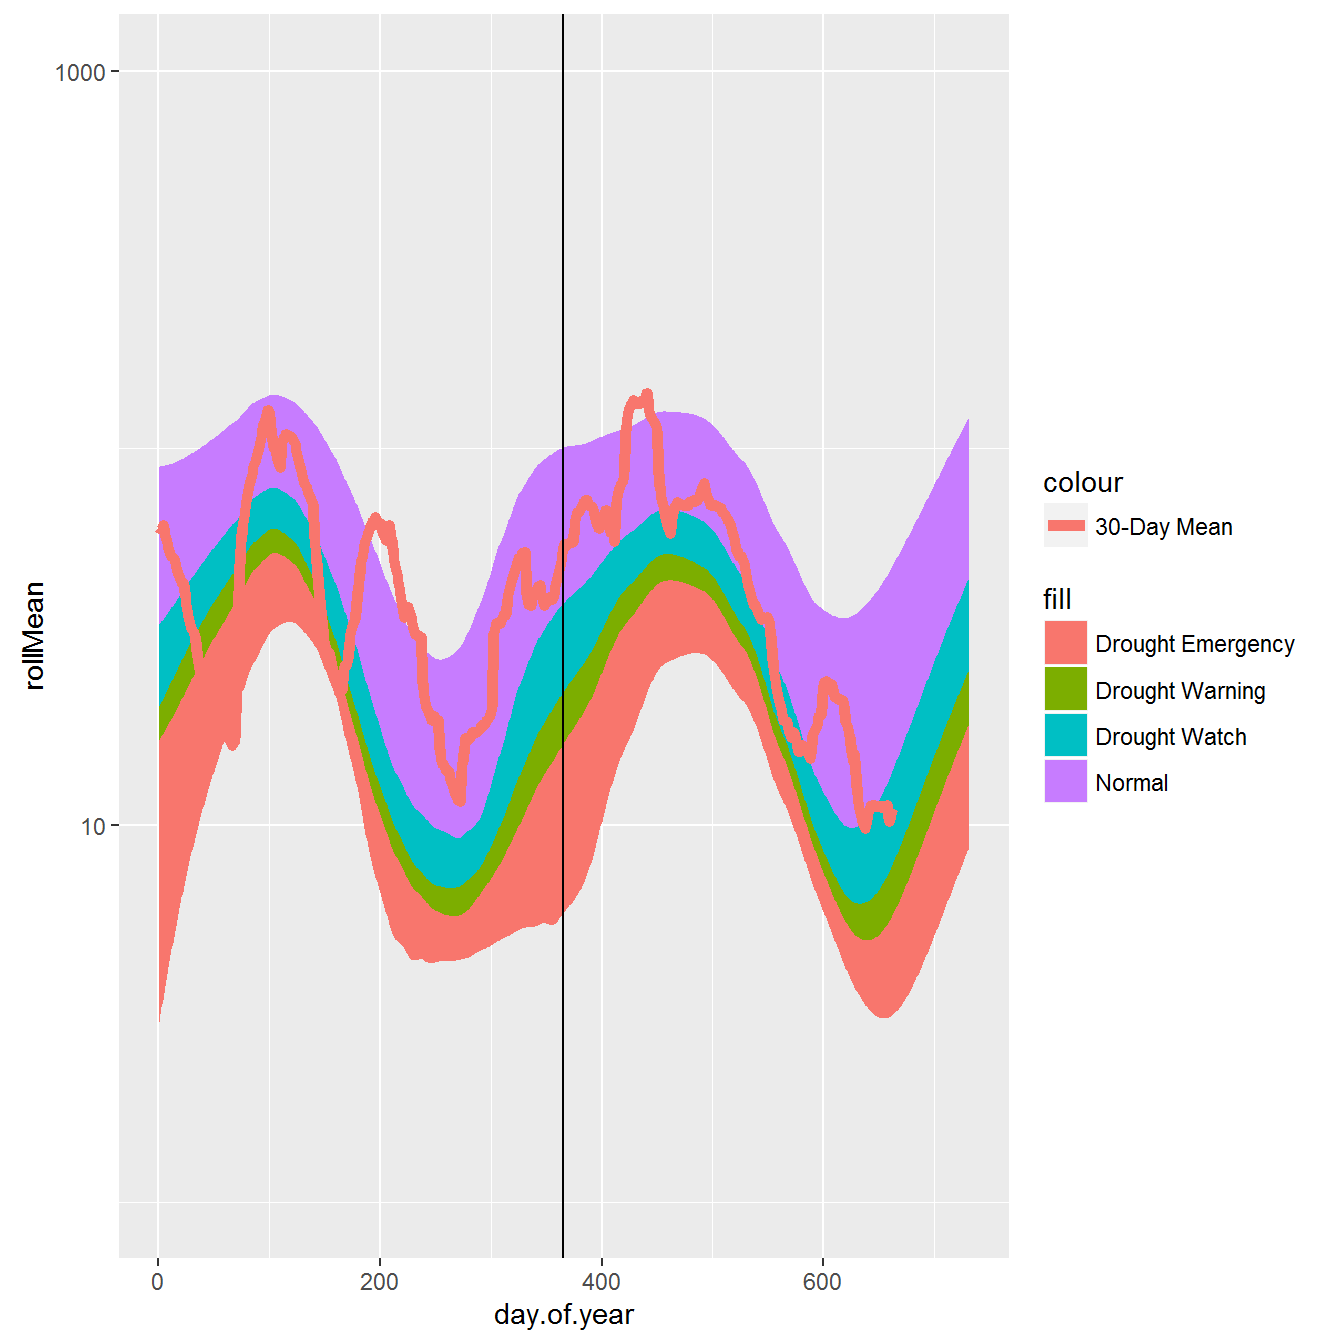 1000
10
rollMean
0
200
400
600
day.of.year
colour
30-Day Mean
fill
Drought Emergency
Drought Warning
Drought Watch
Normal